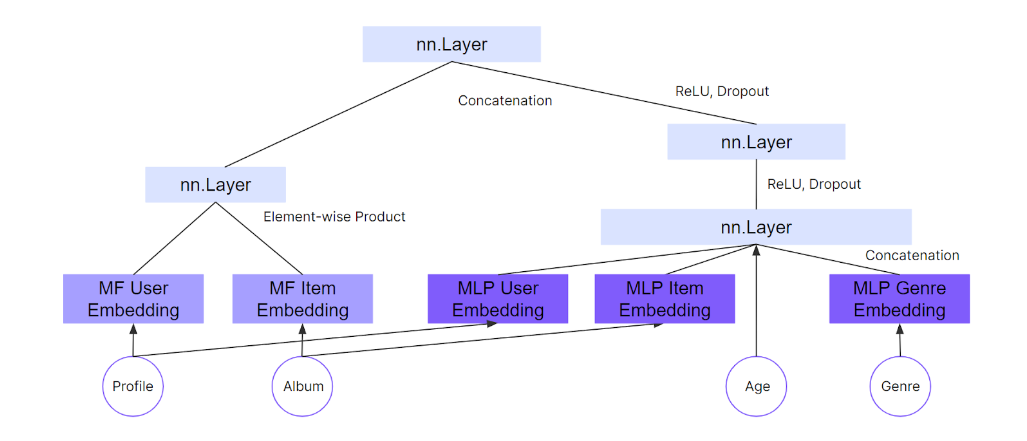 nn.Layer
Concatenation
ReLU, Dropout
nn.Layer
nn.Layer
ReLU, Dropout
Element-wise Product
nn.Layer
Concatenation
MF User
Embedding
MF Item
Embedding
MLP User
Embedding
MLP Item
Embedding
MLP Genre
Embedding
Profile
Album
Age
Genre